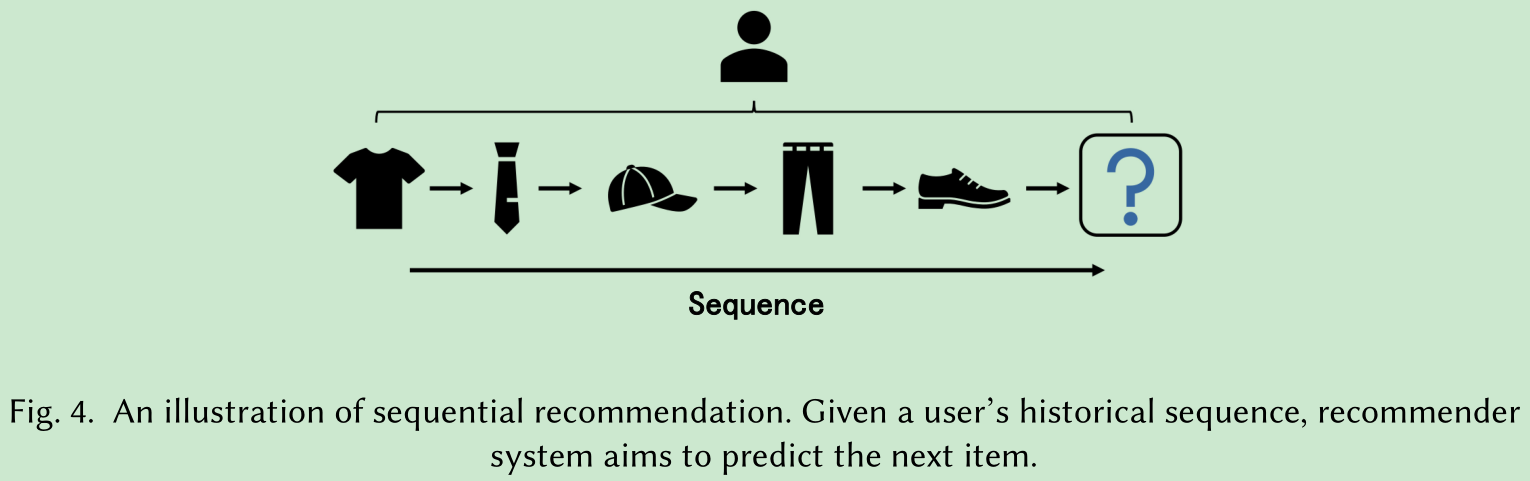 ?
Sequence
Fig. 4. An illustration of sequential recommendation. Given a user’s historical sequence, recommender
system aims to predict the next item.